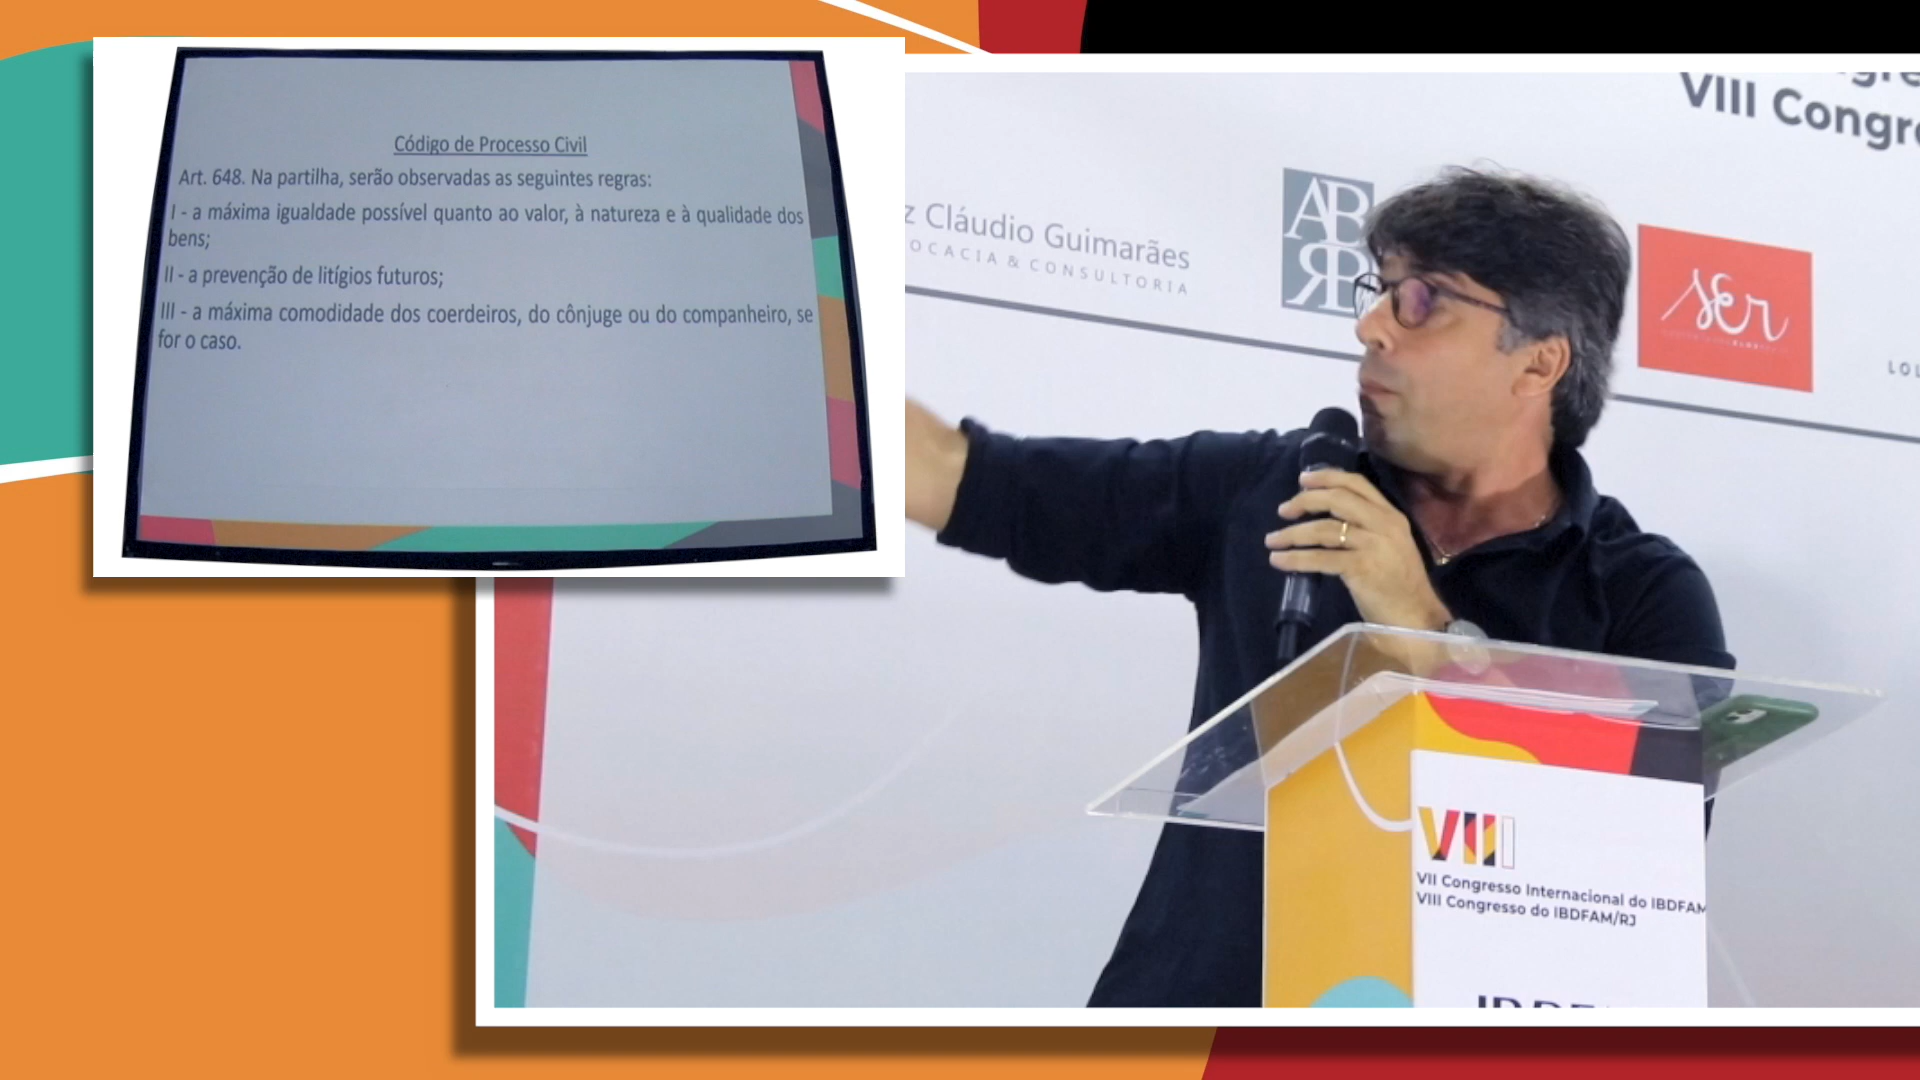 Código de Processo Civil
Art. 648. Na partilha, serão observadas as seguintes regras:
I - a máxima igualdade possível quanto ao valor, à natureza e à qualidade dos
bens;
II - a prevenção de litígios futuros;
III - a máxima comodidade dos coerdeiros, do cônjuge ou do companheiro, se
for o caso.
VIII Congr
z Cláudio Guimarães
OCACIA & CONSULTORIA
AB
RB
ser
LOL
VIII
VII Congresso Internacional do IBDFAM
VIII Congresso do IBDFAM/RJ